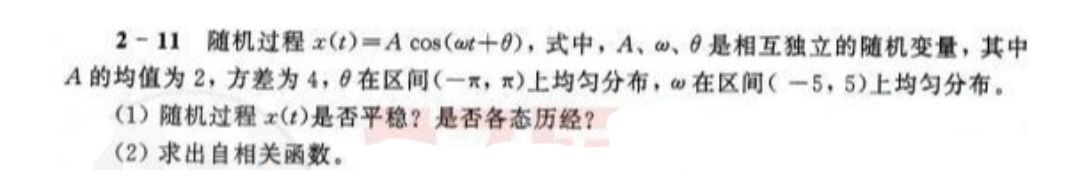 2-11 随机过程 x(t)=A cos(ωt+θ)，式中，A、ω、θ 是相互独立的随机变量，其中
A 的均值为 2，方差为 4，θ 在区间(-π, π)上均匀分布，ω 在区间( -5, 5)上均匀分布。
(1) 随机过程 x(t)是否平稳？是否各态历经？
(2) 求出自相关函数。